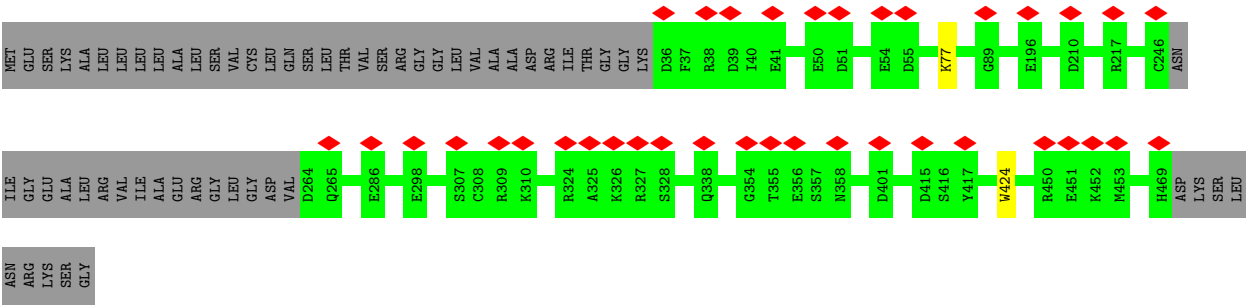 MET GLU SER LYS ALA LEU LEU LEU LEU LEU ALA LEU SER VAL CYS LEU GLN SER LEU THR VAL SER ARG GLY GLY LEU VAL ALA ALA ASP ARG ILE THR GLY GLY LYS D36 F37 R38 D39 I40 E41 E50 D51 E54 D55 K77 G89 E196 D210 R217 C246 ASN
ILE GLY GLU ALA LEU ARG VAL ILE ALA GLU ARG GLY LEU GLY ASP VAL D264 Q265 E286 E298 S307 C308 R309 K310 R324 A325 K326 R327 S328 Q338 G354 T355 E356 S357 N358 D401 D415 S416 Y417 W424 R450 E451 K452 M453 H469 ASP LYS SER LEU
ASN ARG LYS SER GLY